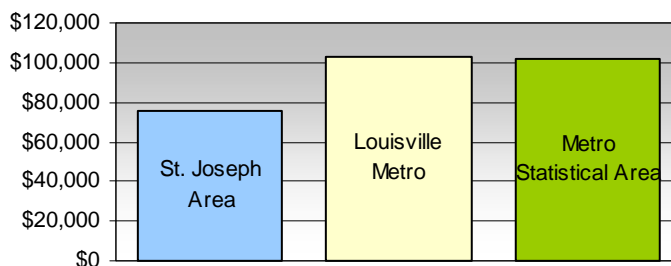 $120,000
$100,000
$80,000
$60,000
$40,000
$20,000
$0
St. Joseph
Area
Louisville
Metro
Metro
Statistical Area